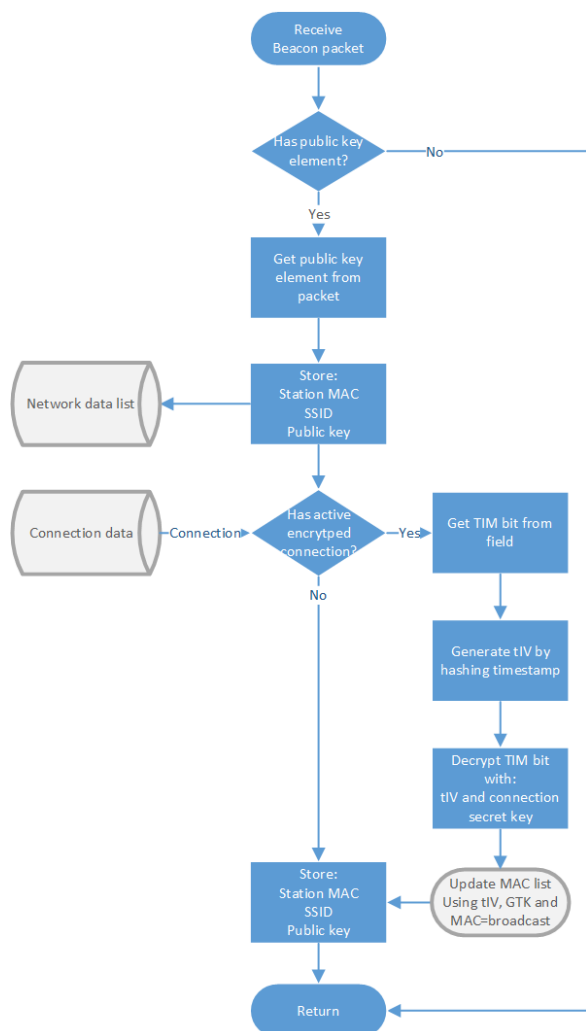 Receive
Beacon packet
Has public key
element?
No
Yes
Get public key
element from
packet
Store:
Station MAC
SSID
Public key
Network data list
Connection data
Connection
Has active
encrytped
connection?
Yes
Get TIM bit from
field
No
Generate tIV by
hashing timestamp
Decrypt TIM bit
with:
tIV and connection
secret key
Update MAC list
Using tIV, GTK and
MAC=broadcast
Store:
Station MAC
SSID
Public key
Return